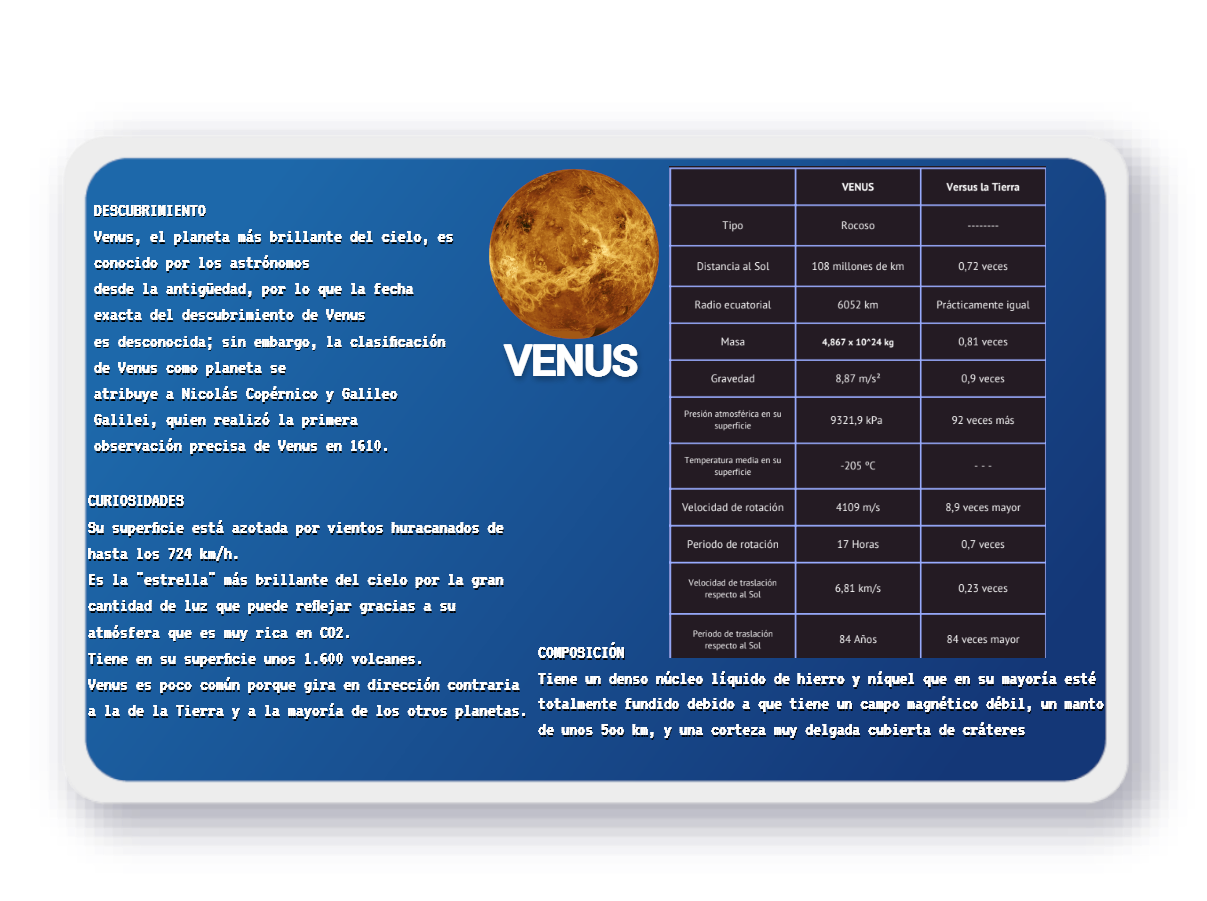 DESCUBRIMIENTO
Venus, el planeta más brillante del cielo, es
conocido por los astrónomos
desde la antigüedad, por lo que la fecha
exacta del descubrimiento de Venus
es desconocida; sin embargo, la clasificación
de Venus como planeta se
atribuye a Nicolás Copérnico y Galileo
Galilei, quien realizó la primera
observación precisa de Venus en 1610.
CURIOSIDADES
Su superficie está azotada por vientos huracanados de
hasta los 724 km/h.
Es la "estrella" más brillante del cielo por la gran
cantidad de luz que puede reflejar gracias a su
atmósfera que es muy rica en CO2.
Tiene en su superficie unos 1.600 volcanes.
Venus es poco común porque gira en dirección contraria
a la de la Tierra y a la mayoría de los otros planetas.
VENUS
VENUS Versus la Tierra
Tipo Rocoso --------
Distancia al Sol 108 millones de km 0,72 veces
Radio ecuatorial 6052 km Prácticamente igual
Masa 4,867 x 10^24 kg 0,81 veces
Gravedad 8,87 m/s² 0,9 veces
Presión atmosférica en su
superficie 9321,9 kPa 92 veces más
Temperatura media en su
superficie -205 ºC - - -
Velocidad de rotación 4109 m/s 8,9 veces mayor
Periodo de rotación 17 Horas 0,7 veces
Velocidad de traslación
respecto al Sol 6,81 km/s 0,23 veces
Periodo de traslación
respecto al Sol 84 Años 84 veces mayor
COMPOSICIÓN
Tiene un denso núcleo líquido de hierro y níquel que en su mayoría esté
totalmente fundido debido a que tiene un campo magnético débil, un manto
de unos 5oo km, y una corteza muy delgada cubierta de cráteres